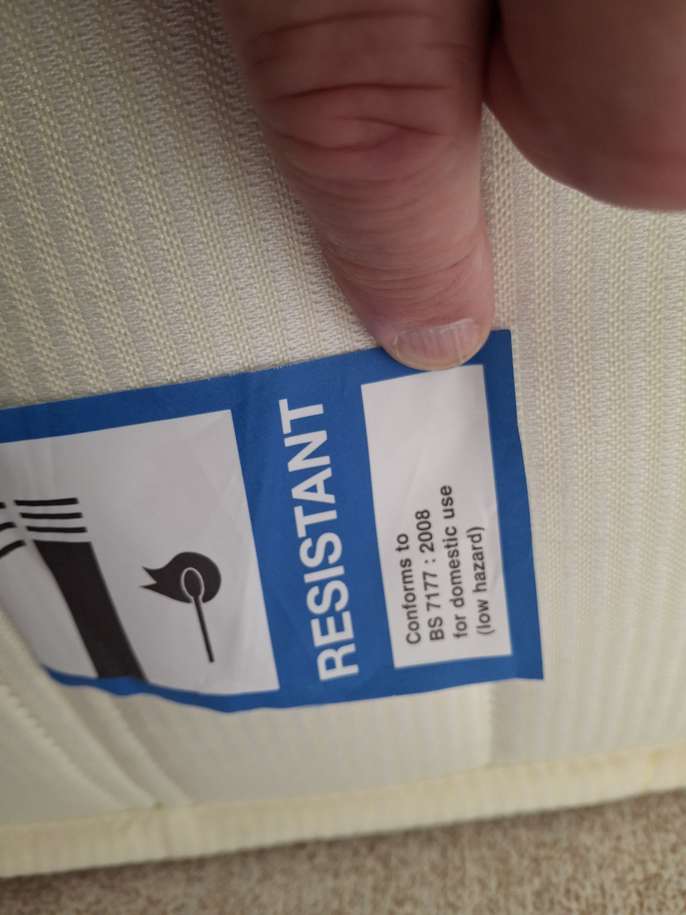 RESISTANT
Conforms to
BS 7177 : 2008
for domestic use
(low hazard)